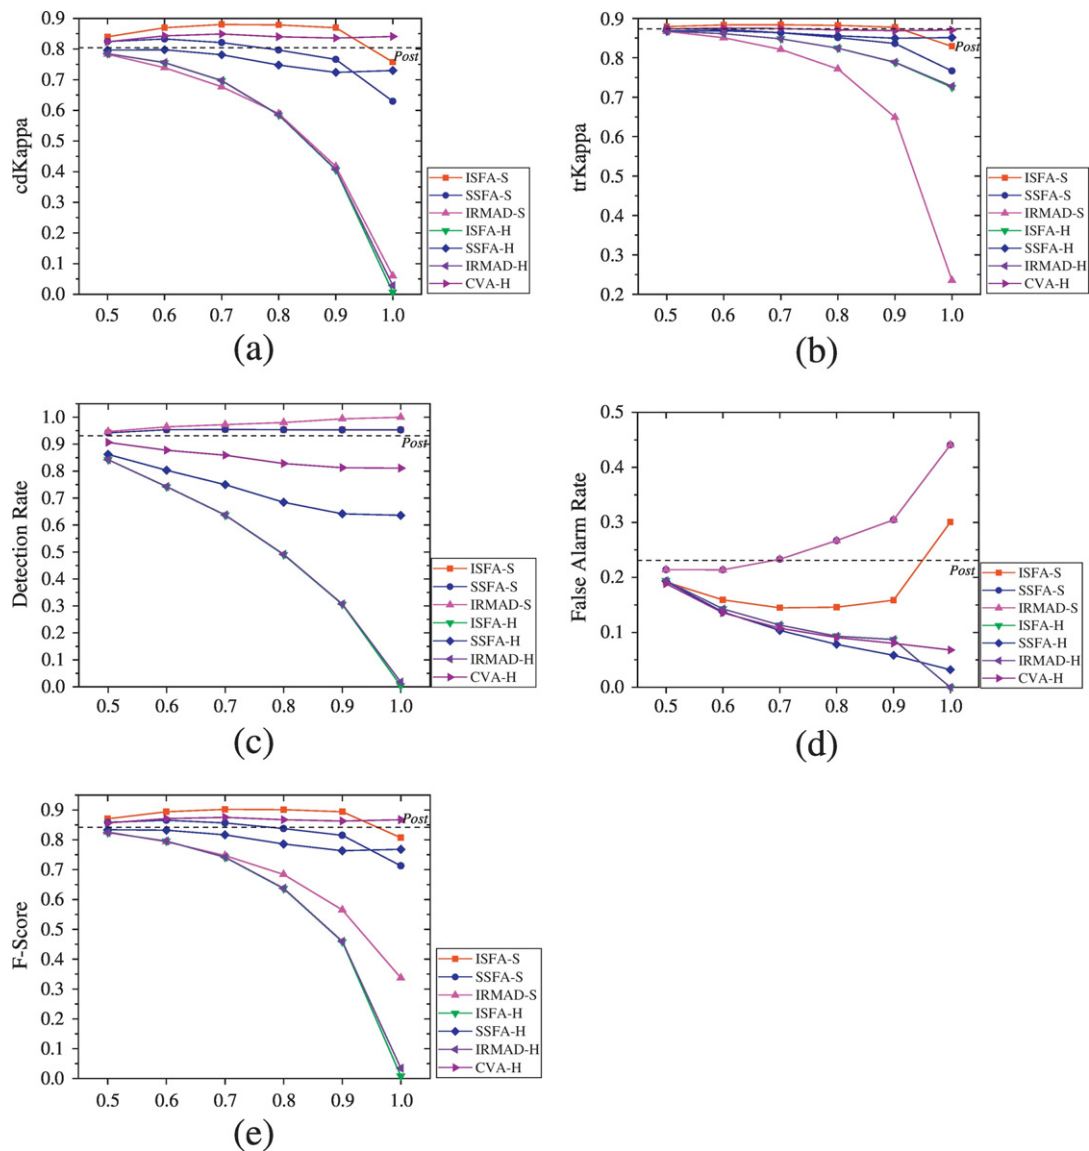 0.9
0.8
0.7
0.6
0.5
0.4
0.3
0.2
0.1
0.0
cdKappa
Post
ISFA-S
SSFA-S
IRMAD-S
ISFA-H
SSFA-H
IRMAD-H
CVA-H
0.5 0.6 0.7 0.8 0.9 1.0
(a)
0.9
0.8
0.7
0.6
0.5
0.4
0.3
0.2
trKappa
Post
ISFA-S
SSFA-S
IRMAD-S
ISFA-H
SSFA-H
IRMAD-H
CVA-H
0.5 0.6 0.7 0.8 0.9 1.0
(b)
1.0
0.9
0.8
0.7
0.6
0.5
0.4
0.3
0.2
0.1
0.0
Detection Rate
Post
ISFA-S
SSFA-S
IRMAD-S
ISFA-H
SSFA-H
IRMAD-H
CVA-H
0.5 0.6 0.7 0.8 0.9 1.0
(c)
0.5
0.4
0.3
0.2
0.1
0.0
False Alarm Rate
Post
ISFA-S
SSFA-S
IRMAD-S
ISFA-H
SSFA-H
IRMAD-H
CVA-H
0.5 0.6 0.7 0.8 0.9 1.0
(d)
0.9
0.8
0.7
0.6
0.5
0.4
0.3
0.2
0.1
0.0
F-Score
Post
ISFA-S
SSFA-S
IRMAD-S
ISFA-H
SSFA-H
IRMAD-H
CVA-H
0.5 0.6 0.7 0.8 0.9 1.0
(e)